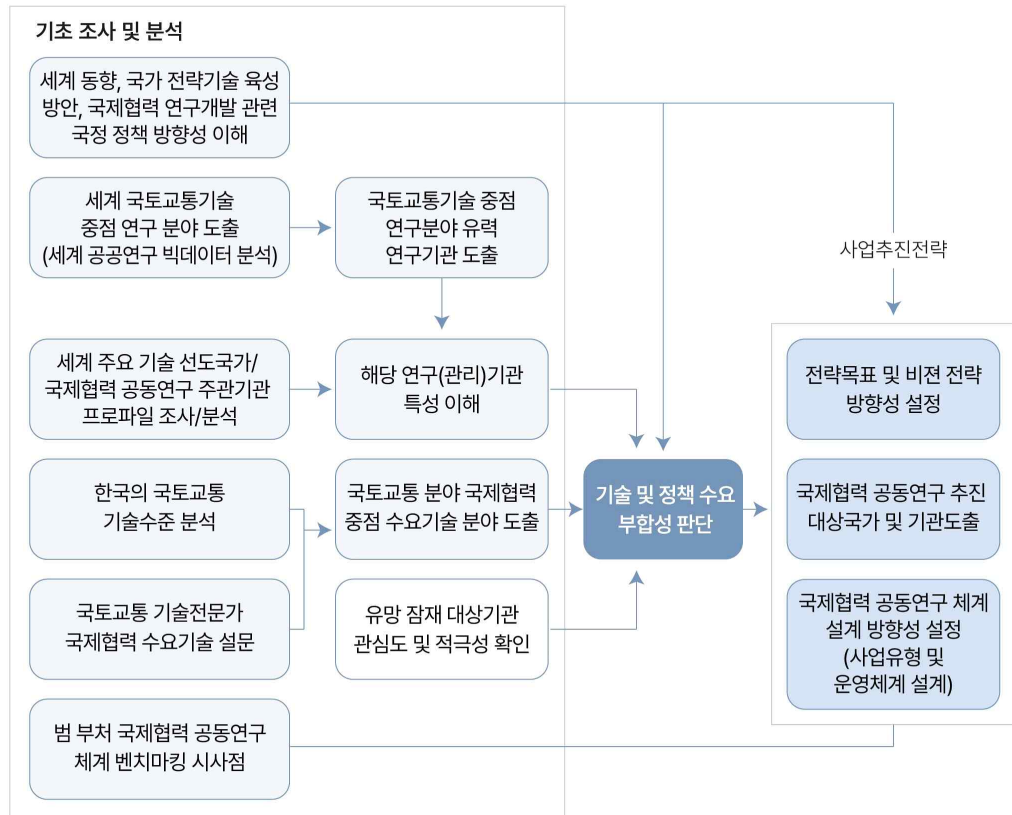 기초 조사 및 분석
세계 동향, 국가 전략기술 육성
방안, 국제협력 연구개발 관련
국정 정책 방향성 이해
세계 국토교통기술
중점 연구 분야 도출
(세계 공공연구 빅데이터 분석)
국토교통기술 중점
연구분야 유력
연구기관 도출
사업추진전략
세계 주요 기술 선도국가/
국제협력 공동연구 주관기관
프로파일 조사/분석
해당 연구(관리)기관
특성 이해
전략목표 및 비젼 전략
방향성 설정
한국의 국토교통
기술수준 분석
국토교통 분야 국제협력
중점 수요기술 분야 도출
기술 및 정책 수요
부합성 판단
국제협력 공동연구 추진
대상국가 및 기관도출
국토교통 기술전문가
국제협력 수요기술 설문
유망 잠재 대상기관
관심도 및 적극성 확인
국제협력 공동연구 체계
설계 방향성 설정
(사업유형 및
운영체계 설계)
범 부처 국제협력 공동연구
체계 벤치마킹 시사점